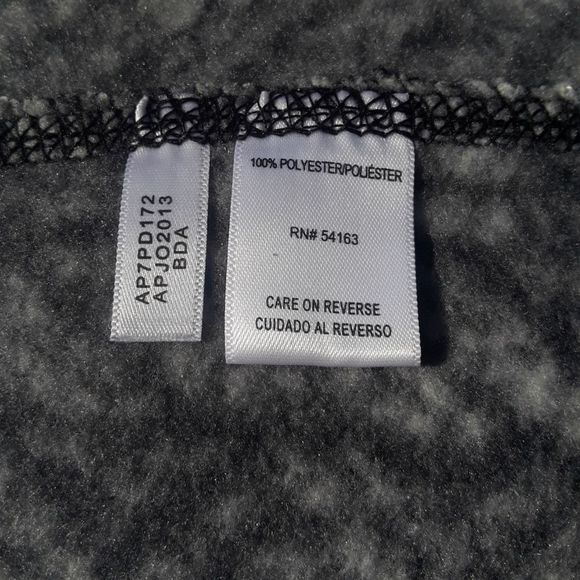 AP7PD172
APJO2013
BDA
100% POLYESTER/POLIÉSTER
RN# 54163
CARE ON REVERSE
CUIDADO AL REVERSO